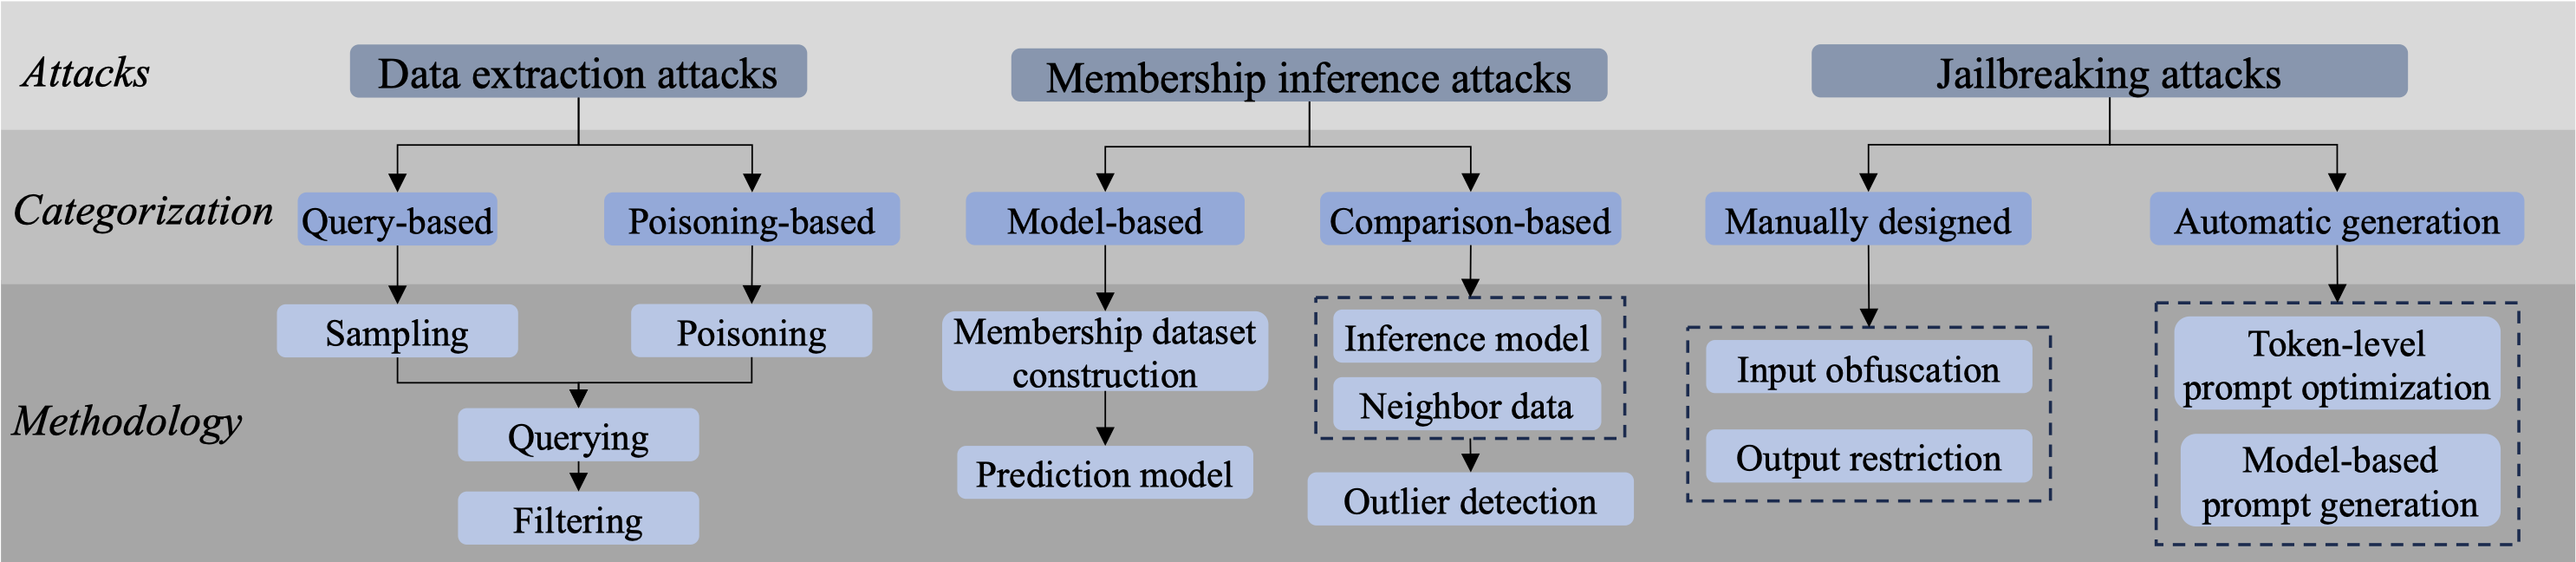 Attacks
Data extraction attacks
Membership inference attacks
Jailbreaking attacks
Categorization
Query-based
Poisoning-based
Model-based
Comparison-based
Manually designed
Automatic generation
Methodology
Sampling
Poisoning
Querying
Filtering
Membership dataset
construction
Prediction model
Inference model
Neighbor data
Outlier detection
Input obfuscation
Output restriction
Token-level
prompt optimization
Model-based
prompt generation